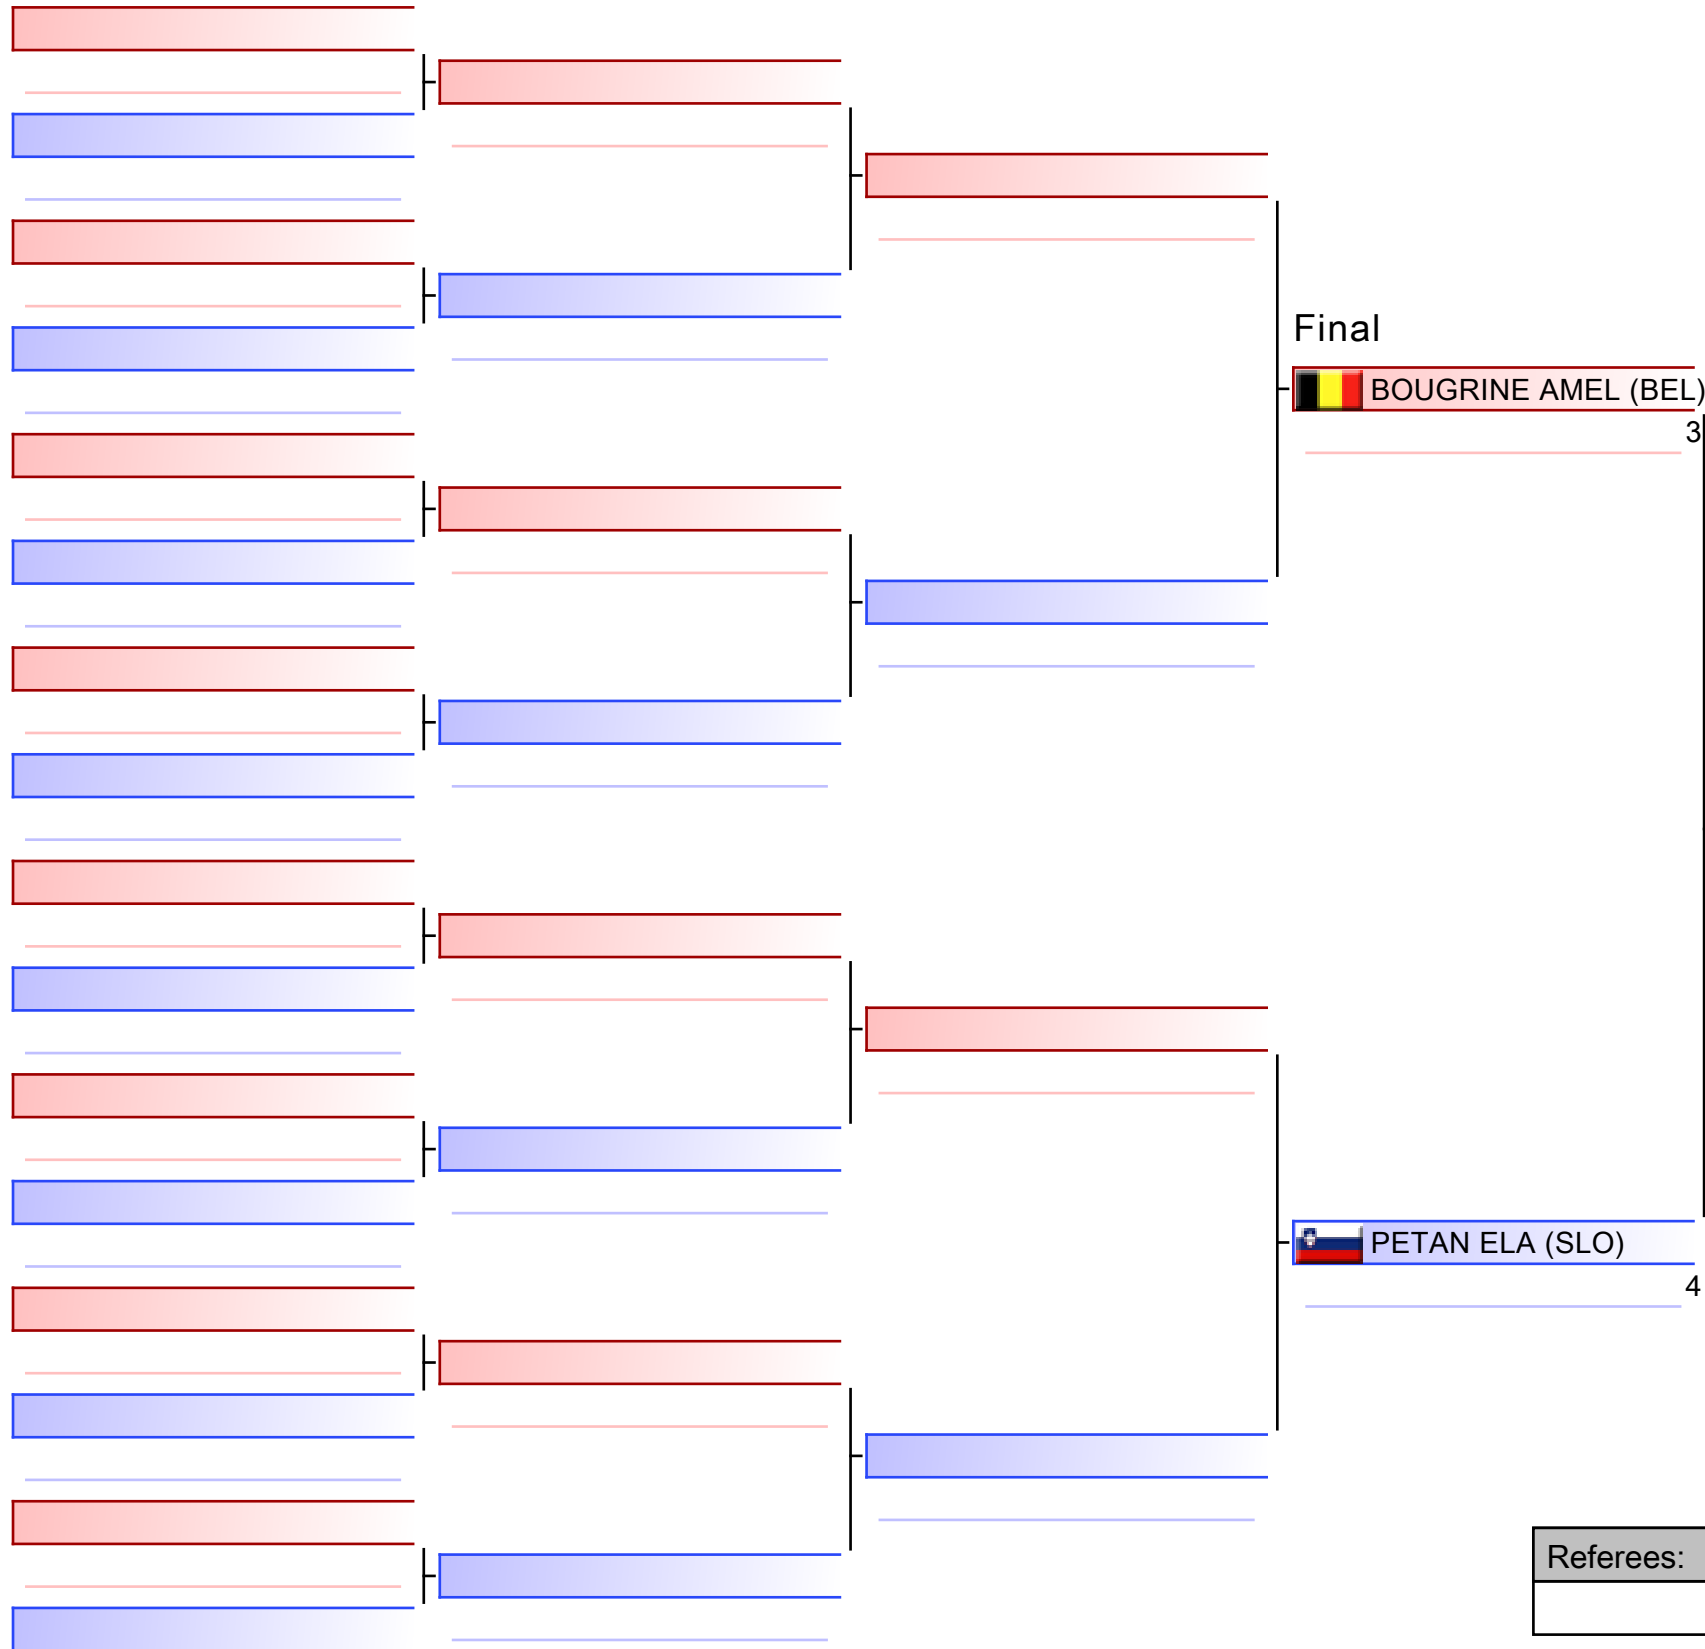 Final
BOUGRINE AMEL (BEL)
3
PETAN ELA (SLO)
4
Referees: